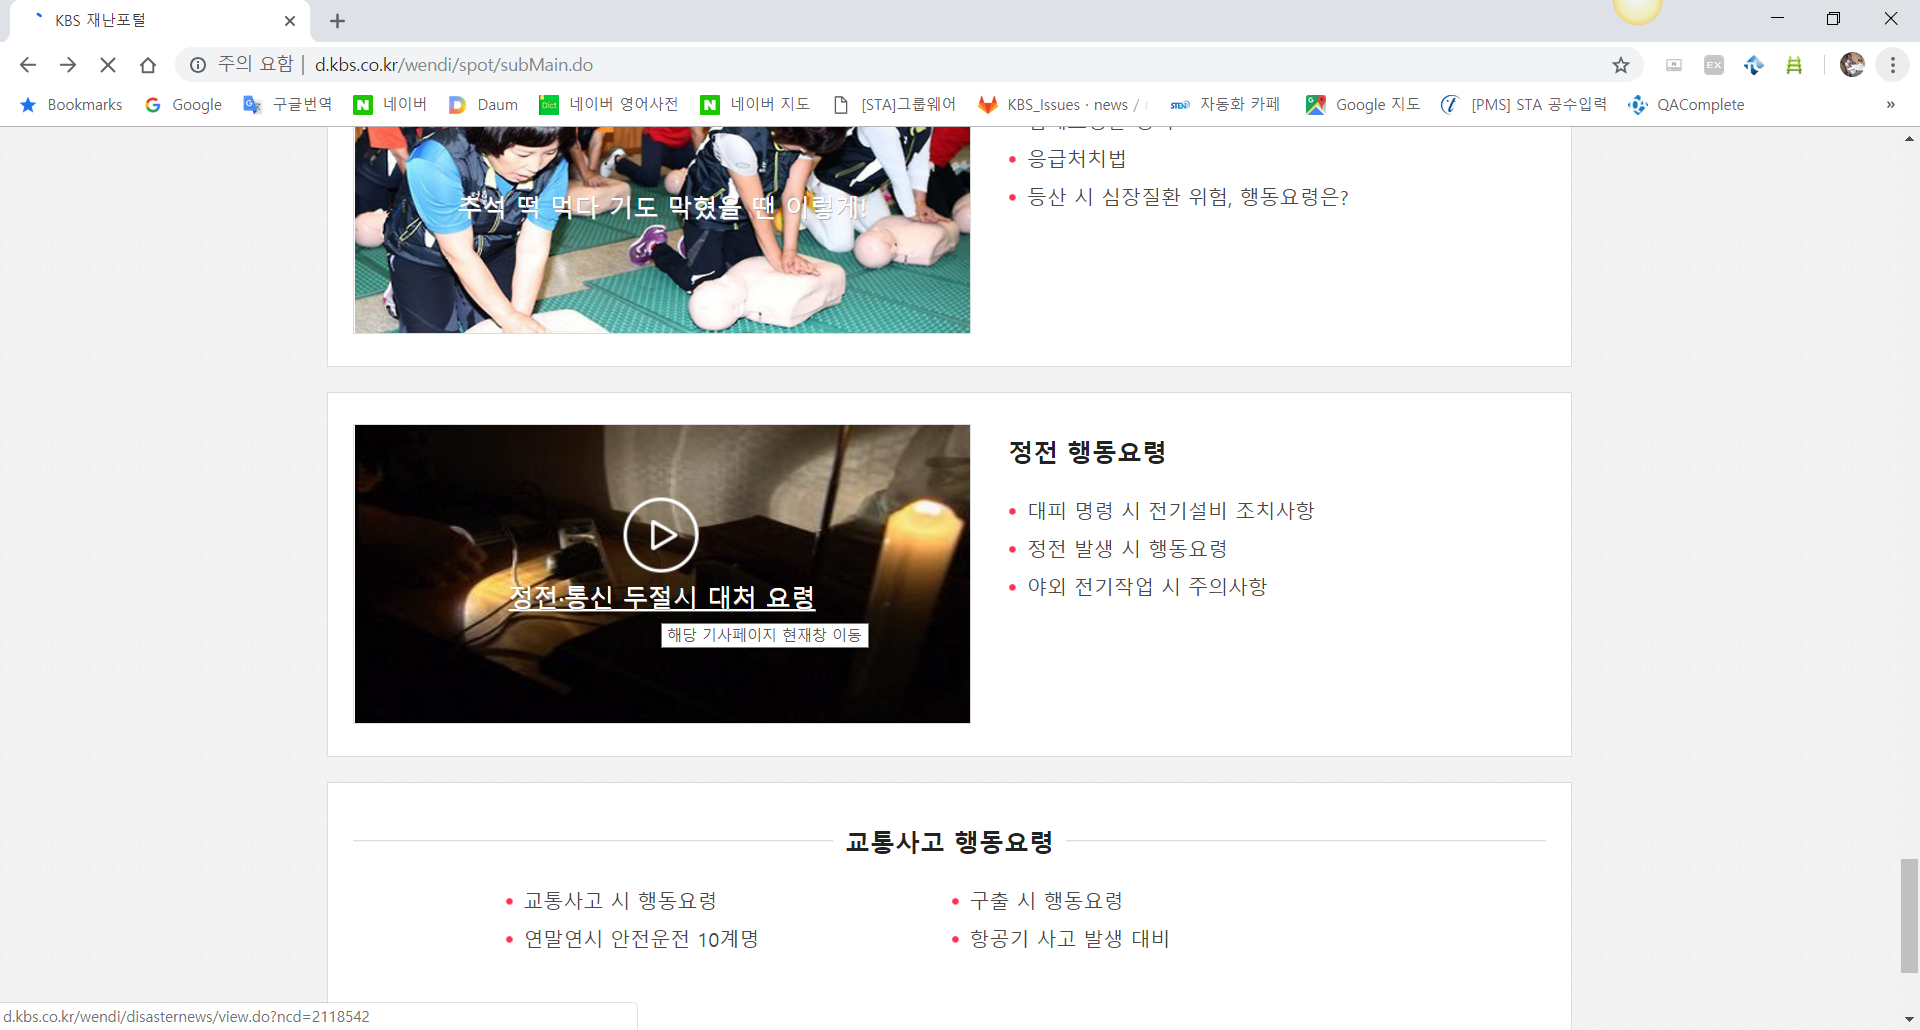 KBS 재난포털
주의 요함 | d.kbs.co.kr/wendi/spot/subMain.do
Bookmarks Google 구글번역 네이버 Daum 네이버 영어사전 네이버 지도 [STA]그룹웨어 KBS_Issues · news / 자동화 카페 Google 지도 [PMS] STA 공수입력 QAComplete »
추석 떡 먹다 기도 막혔을 땐 이렇게!
응급처치법
등산 시 심장질환 위험, 행동요령은?
정전·통신 두절시 대처 요령
해당 기사페이지 현재창 이동
정전 행동요령
대피 명령 시 전기설비 조치사항
정전 발생 시 행동요령
야외 전기작업 시 주의사항
교통사고 행동요령
교통사고 시 행동요령
구출 시 행동요령
연말연시 안전운전 10계명
항공기 사고 발생 대비
d.kbs.co.kr/wendi/disasternews/view.do?ncd=2118542